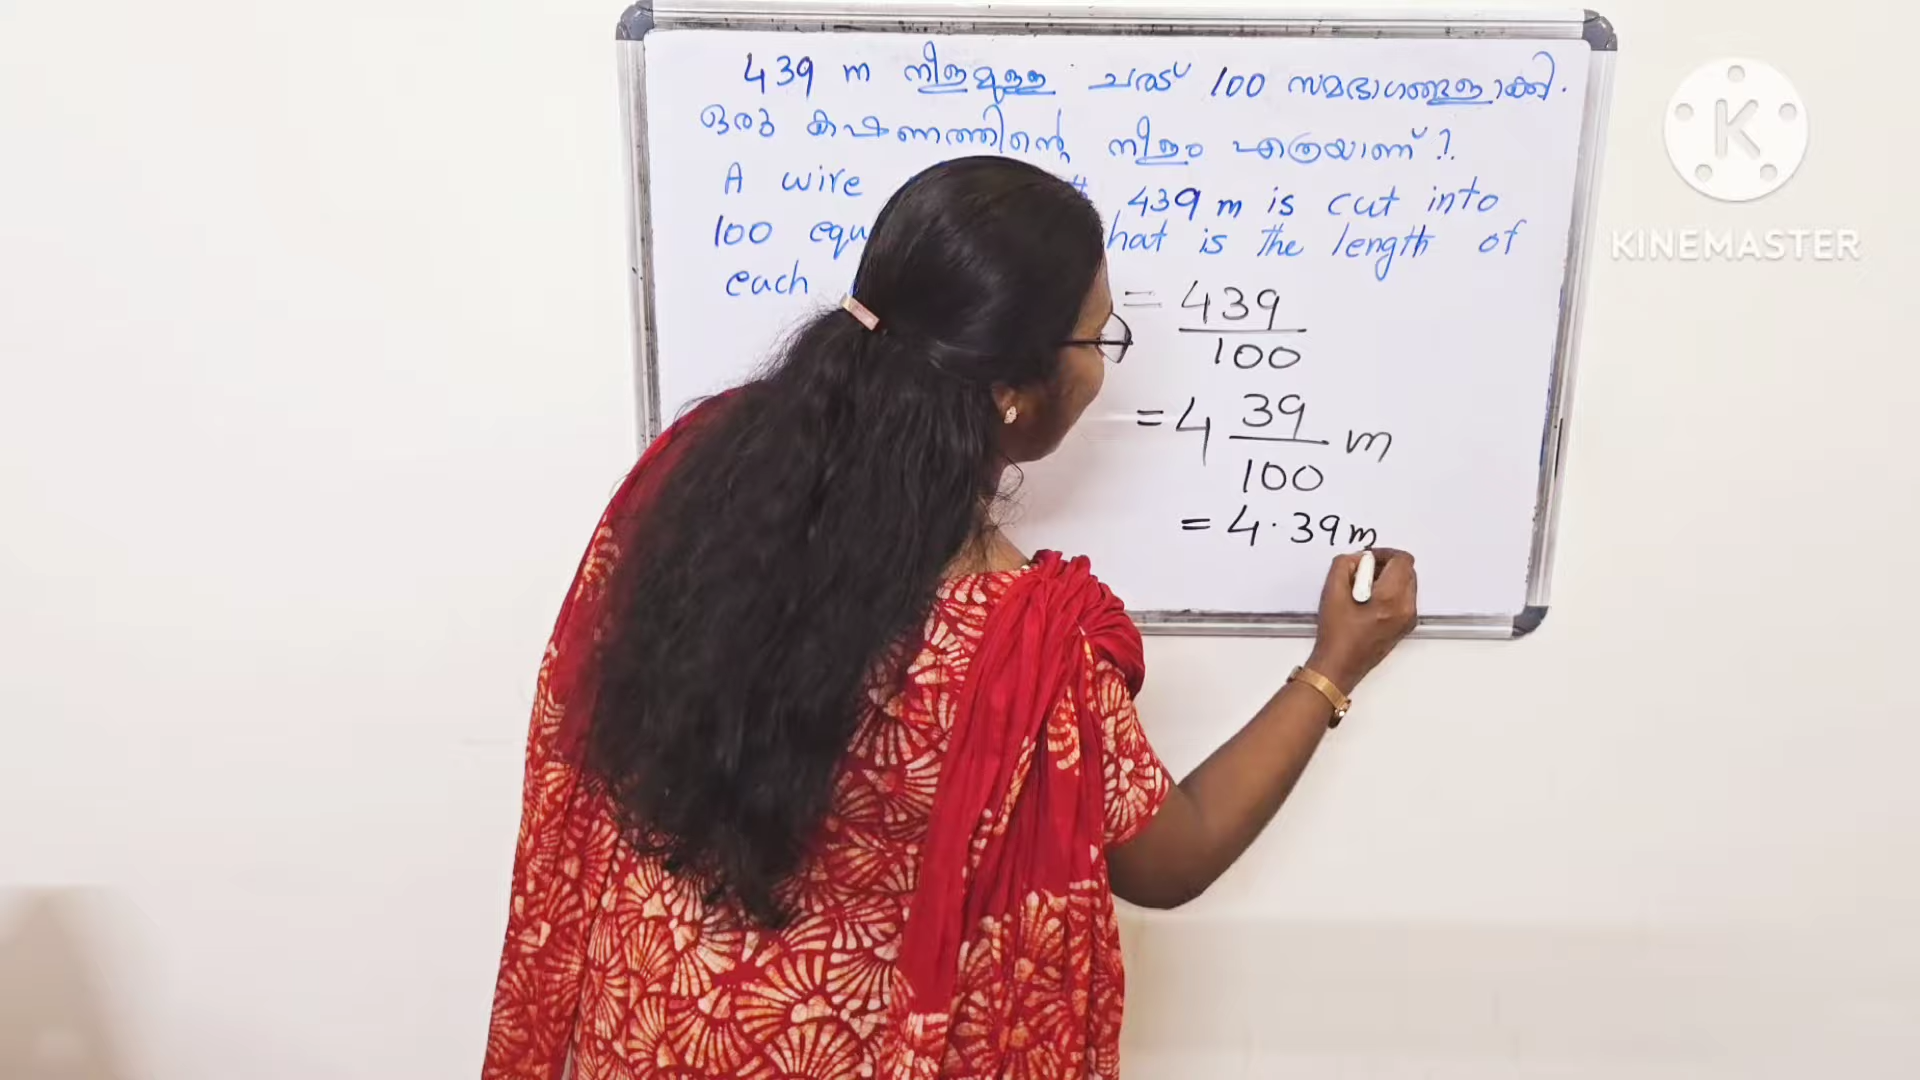 439 m നീളമുള്ള ചരട് 100 സമഭാഗങ്ങളാക്കി.
ഒരു കഷണത്തിന്റെ നീളം എത്രയാണ്?
A wire 439 m is cut into
100 equ hat is the length of
each
= 439
100
= 4 39 m
100
= 4.39 m
K
KINEMASTER